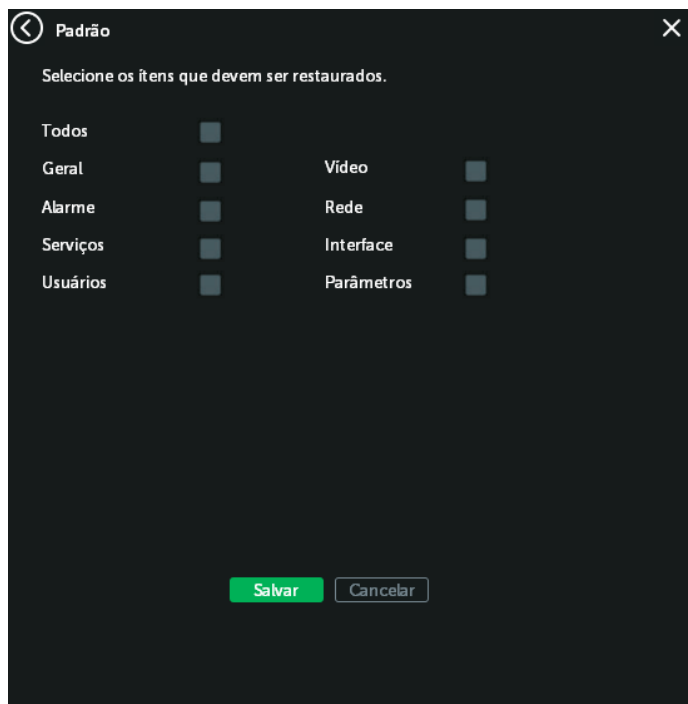 Padrão
Selecione os ítens que devem ser restaurados.
Todos
Geral Vídeo
Alarme Rede
Serviços Interface
Usuários Parâmetros
Salvar Cancelar